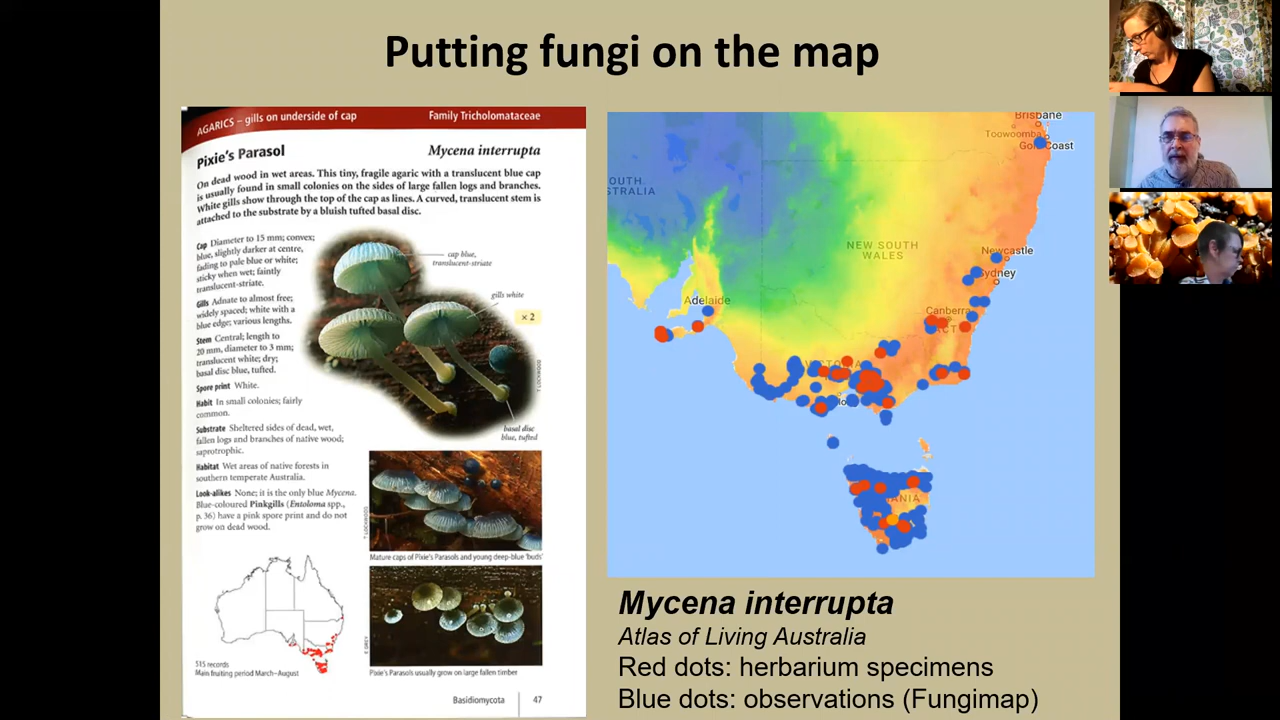 Putting fungi on the map
AGARICS – gills on underside of cap
Family Tricholomataceae
Pixie's Parasol
Mycena interrupta
On dead wood in wet areas. This tiny, fragile agaric with a translucent blue cap
is usually found in small colonies on the sides of large fallen logs and branches.
White gills show through the top of the cap as lines. A curved, translucent stem is
attached to the substrate by a bluish tufted basal disc.
Cap Diameter to 15 mm; convex;
blue, slightly darker at centre,
fading to pale blue or white;
sticky when wet; faintly
translucent-striate.
Gills Adnate to almost free;
widely spaced; white with a
blue edge; various lengths.
Stem Central; length to
20 mm, diameter to 3 mm;
translucent white; dry;
basal disc blue, tufted.
Spore print White.
Habit In small colonies; fairly
common.
Substrate Sheltered sides of dead, wet,
fallen logs and branches of native wood;
saprotrophic.
Habitat Wet areas of native forests in
southern temperate Australia.
Look-alikes None; it is the only blue Mycena.
Blue-coloured Pinkgills (Entoloma spp.,
p. 36) have a pink spore print and do not
grow on dead wood.
cap blue,
translucent-striate
gills white
× 2
basal disc
blue, tufted
Mature caps of Pixie's Parasols and young deep-blue 'buds'
Pixie's Parasols usually grow on large fallen timber
515 records
Main fruiting period March–August
Basidiomycota
47
Brisbane
Toowoomba
Gold Coast
OUTH
STRALIA
NEW SOUTH
WALES
Newcastle
Sydney
Adelaide
Canberra
VICTORIA
ANIA
Mycena interrupta
Atlas of Living Australia
Red dots: herbarium specimens
Blue dots: observations (Fungimap)